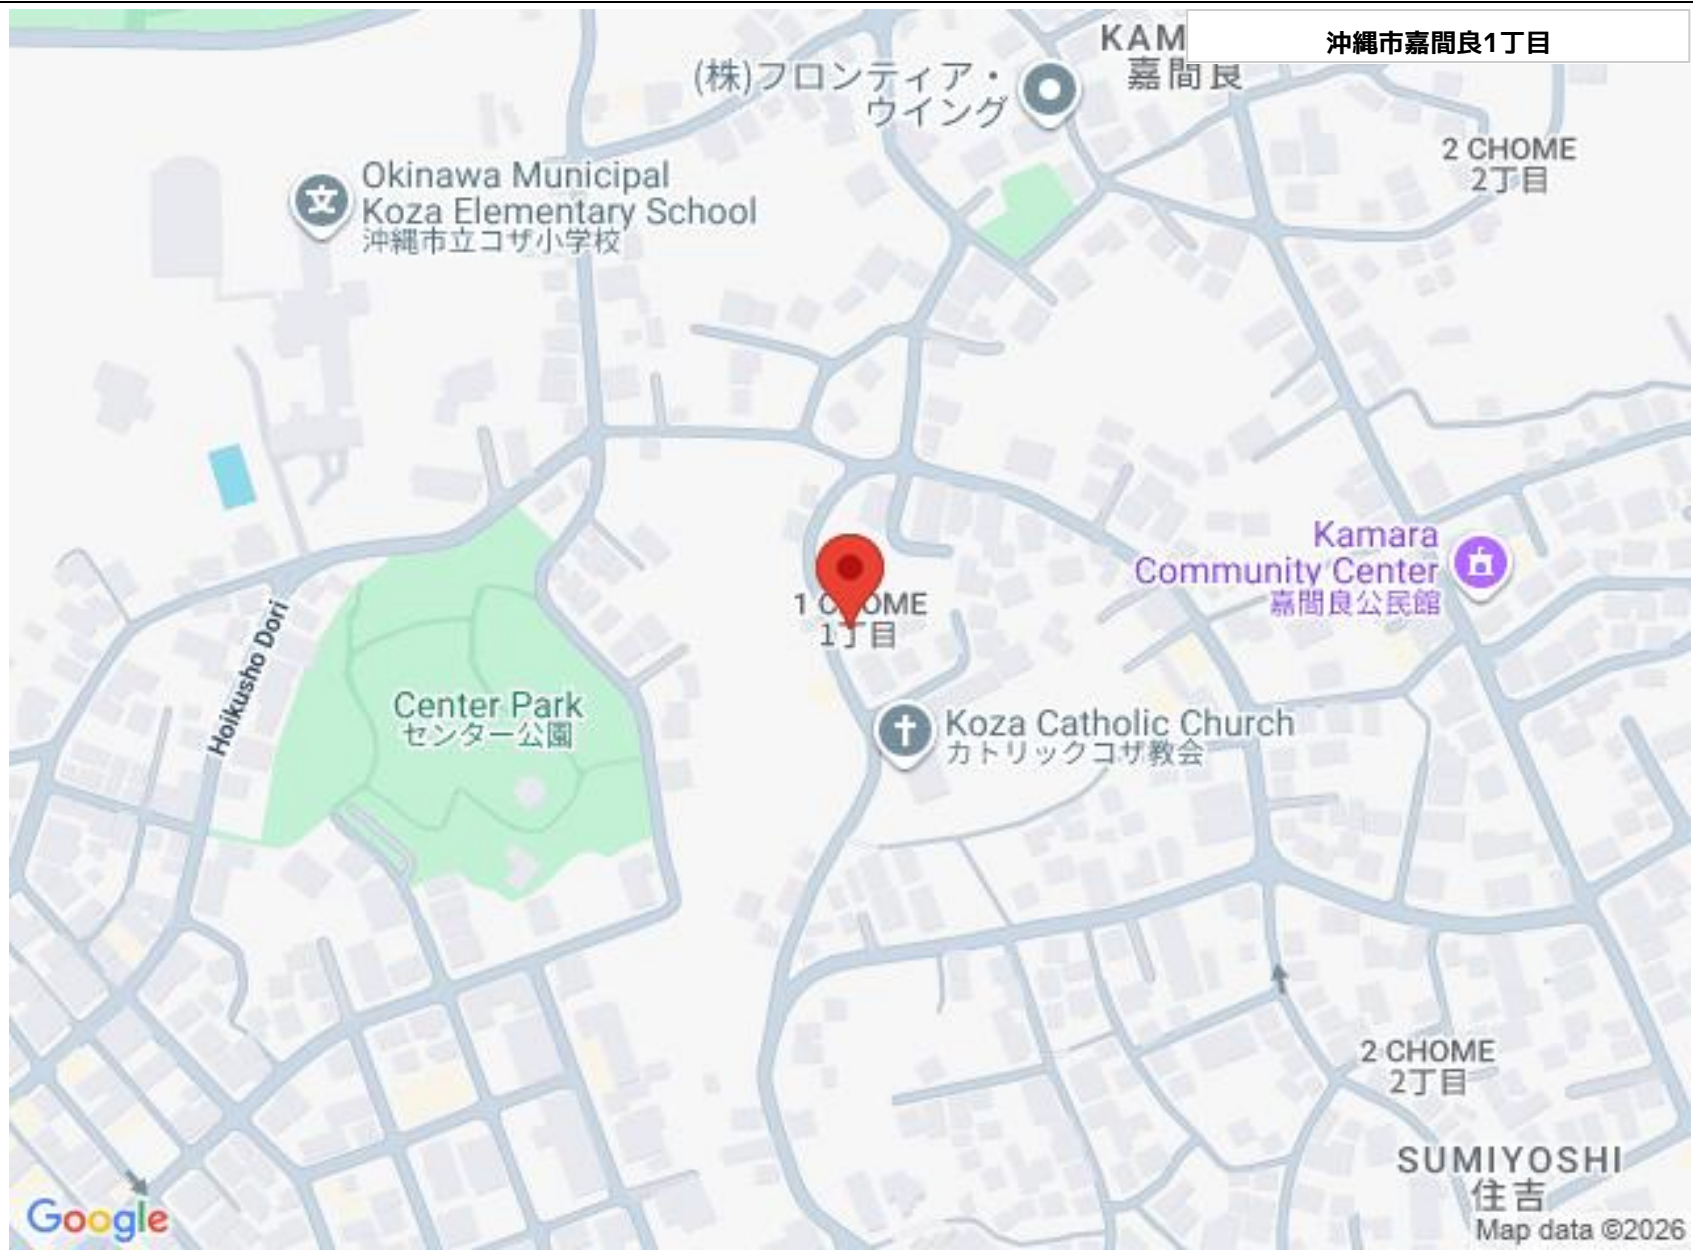 沖縄市嘉間良1丁目
KAM
嘉間良
(株)フロンティア・
ウイング
2 CHOME
2丁目
Okinawa Municipal
Koza Elementary School
沖縄市立コザ小学校
Kamara
Community Center
嘉間良公民館
1 CHOME
1丁目
Hoikusho Dori
Center Park
センター公園
Koza Catholic Church
カトリックコザ教会
2 CHOME
2丁目
SUMIYOSHI
住吉
Google
Map data ©2026